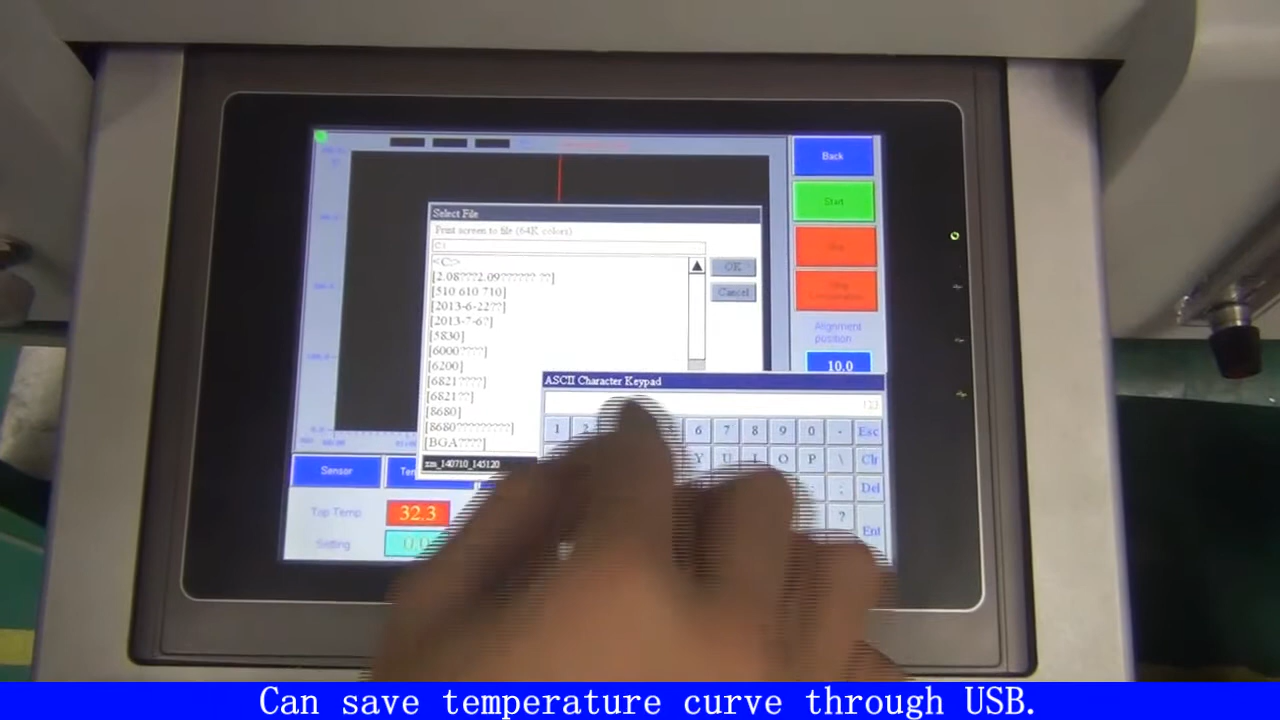 Back
Start
Select File
Print screen to file (64K colors)
C:\
<C:>
[2.08???2.09?????? ??]
OK
[510 610 710]
Cancel
[2013-6-22??]
[2013-7-6?]
[5830]
[6000????]
[6200]
[6821????]
[6821??]
[8680]
[8680?????????]
[BGA????]
zm_140710_145120
Alignment
position
10.0
ASCII Character Keypad
123
1 2 6 7 8 9 0 - Esc
Y U I O P \ Clr
: ; Del
? Ent
Sensor
Top Temp
32.3
Setting
Can save temperature curve through USB.